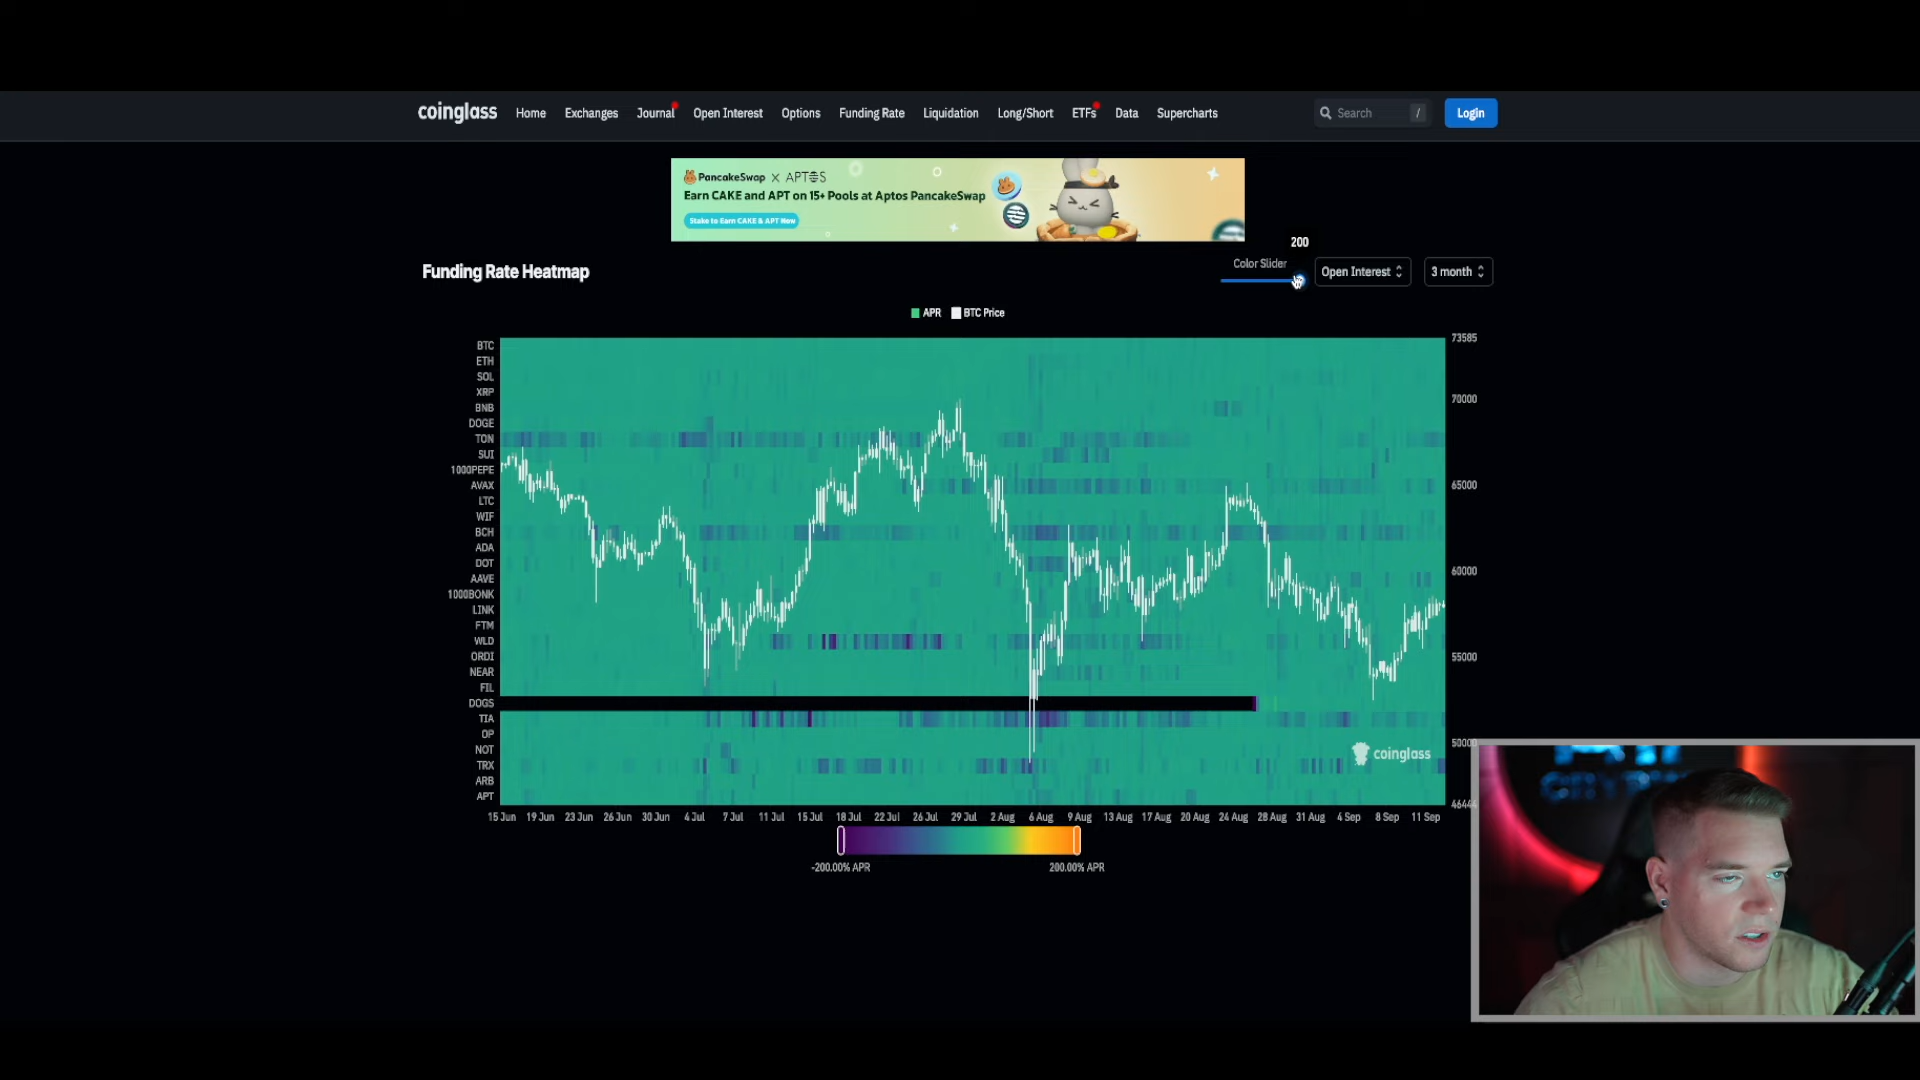 coinglass Home Exchanges Journal Open Interest Options Funding Rate Liquidation Long/Short ETFs Data Supercharts Search / Login
PancakeSwap X APTOS
Earn CAKE and APT on 15+ Pools at Aptos PancakeSwap
Stake to Earn CAKE & APT Now
200
Funding Rate Heatmap
Color Slider
Open Interest
3 month
APR BTC Price
BTC
ETH
SOL
XRP
BNB
DOGE
TON
SUI
1000PEPE
AVAX
LTC
WIF
BCH
ADA
DOT
AAVE
1000BONK
LINK
FTM
WLD
ORDI
NEAR
FIL
DOGS
TIA
OP
NOT
TRX
ARB
APT
73585
70000
65000
60000
55000
50000
coinglass
15 Jun 19 Jun 23 Jun 26 Jun 30 Jun 4 Jul 7 Jul 11 Jul 15 Jul 18 Jul 22 Jul 26 Jul 29 Jul 2 Aug 6 Aug 9 Aug 13 Aug 17 Aug 20 Aug 24 Aug 28 Aug 31 Aug 4 Sep 8 Sep 11 Sep
-200.00% APR
200.00% APR